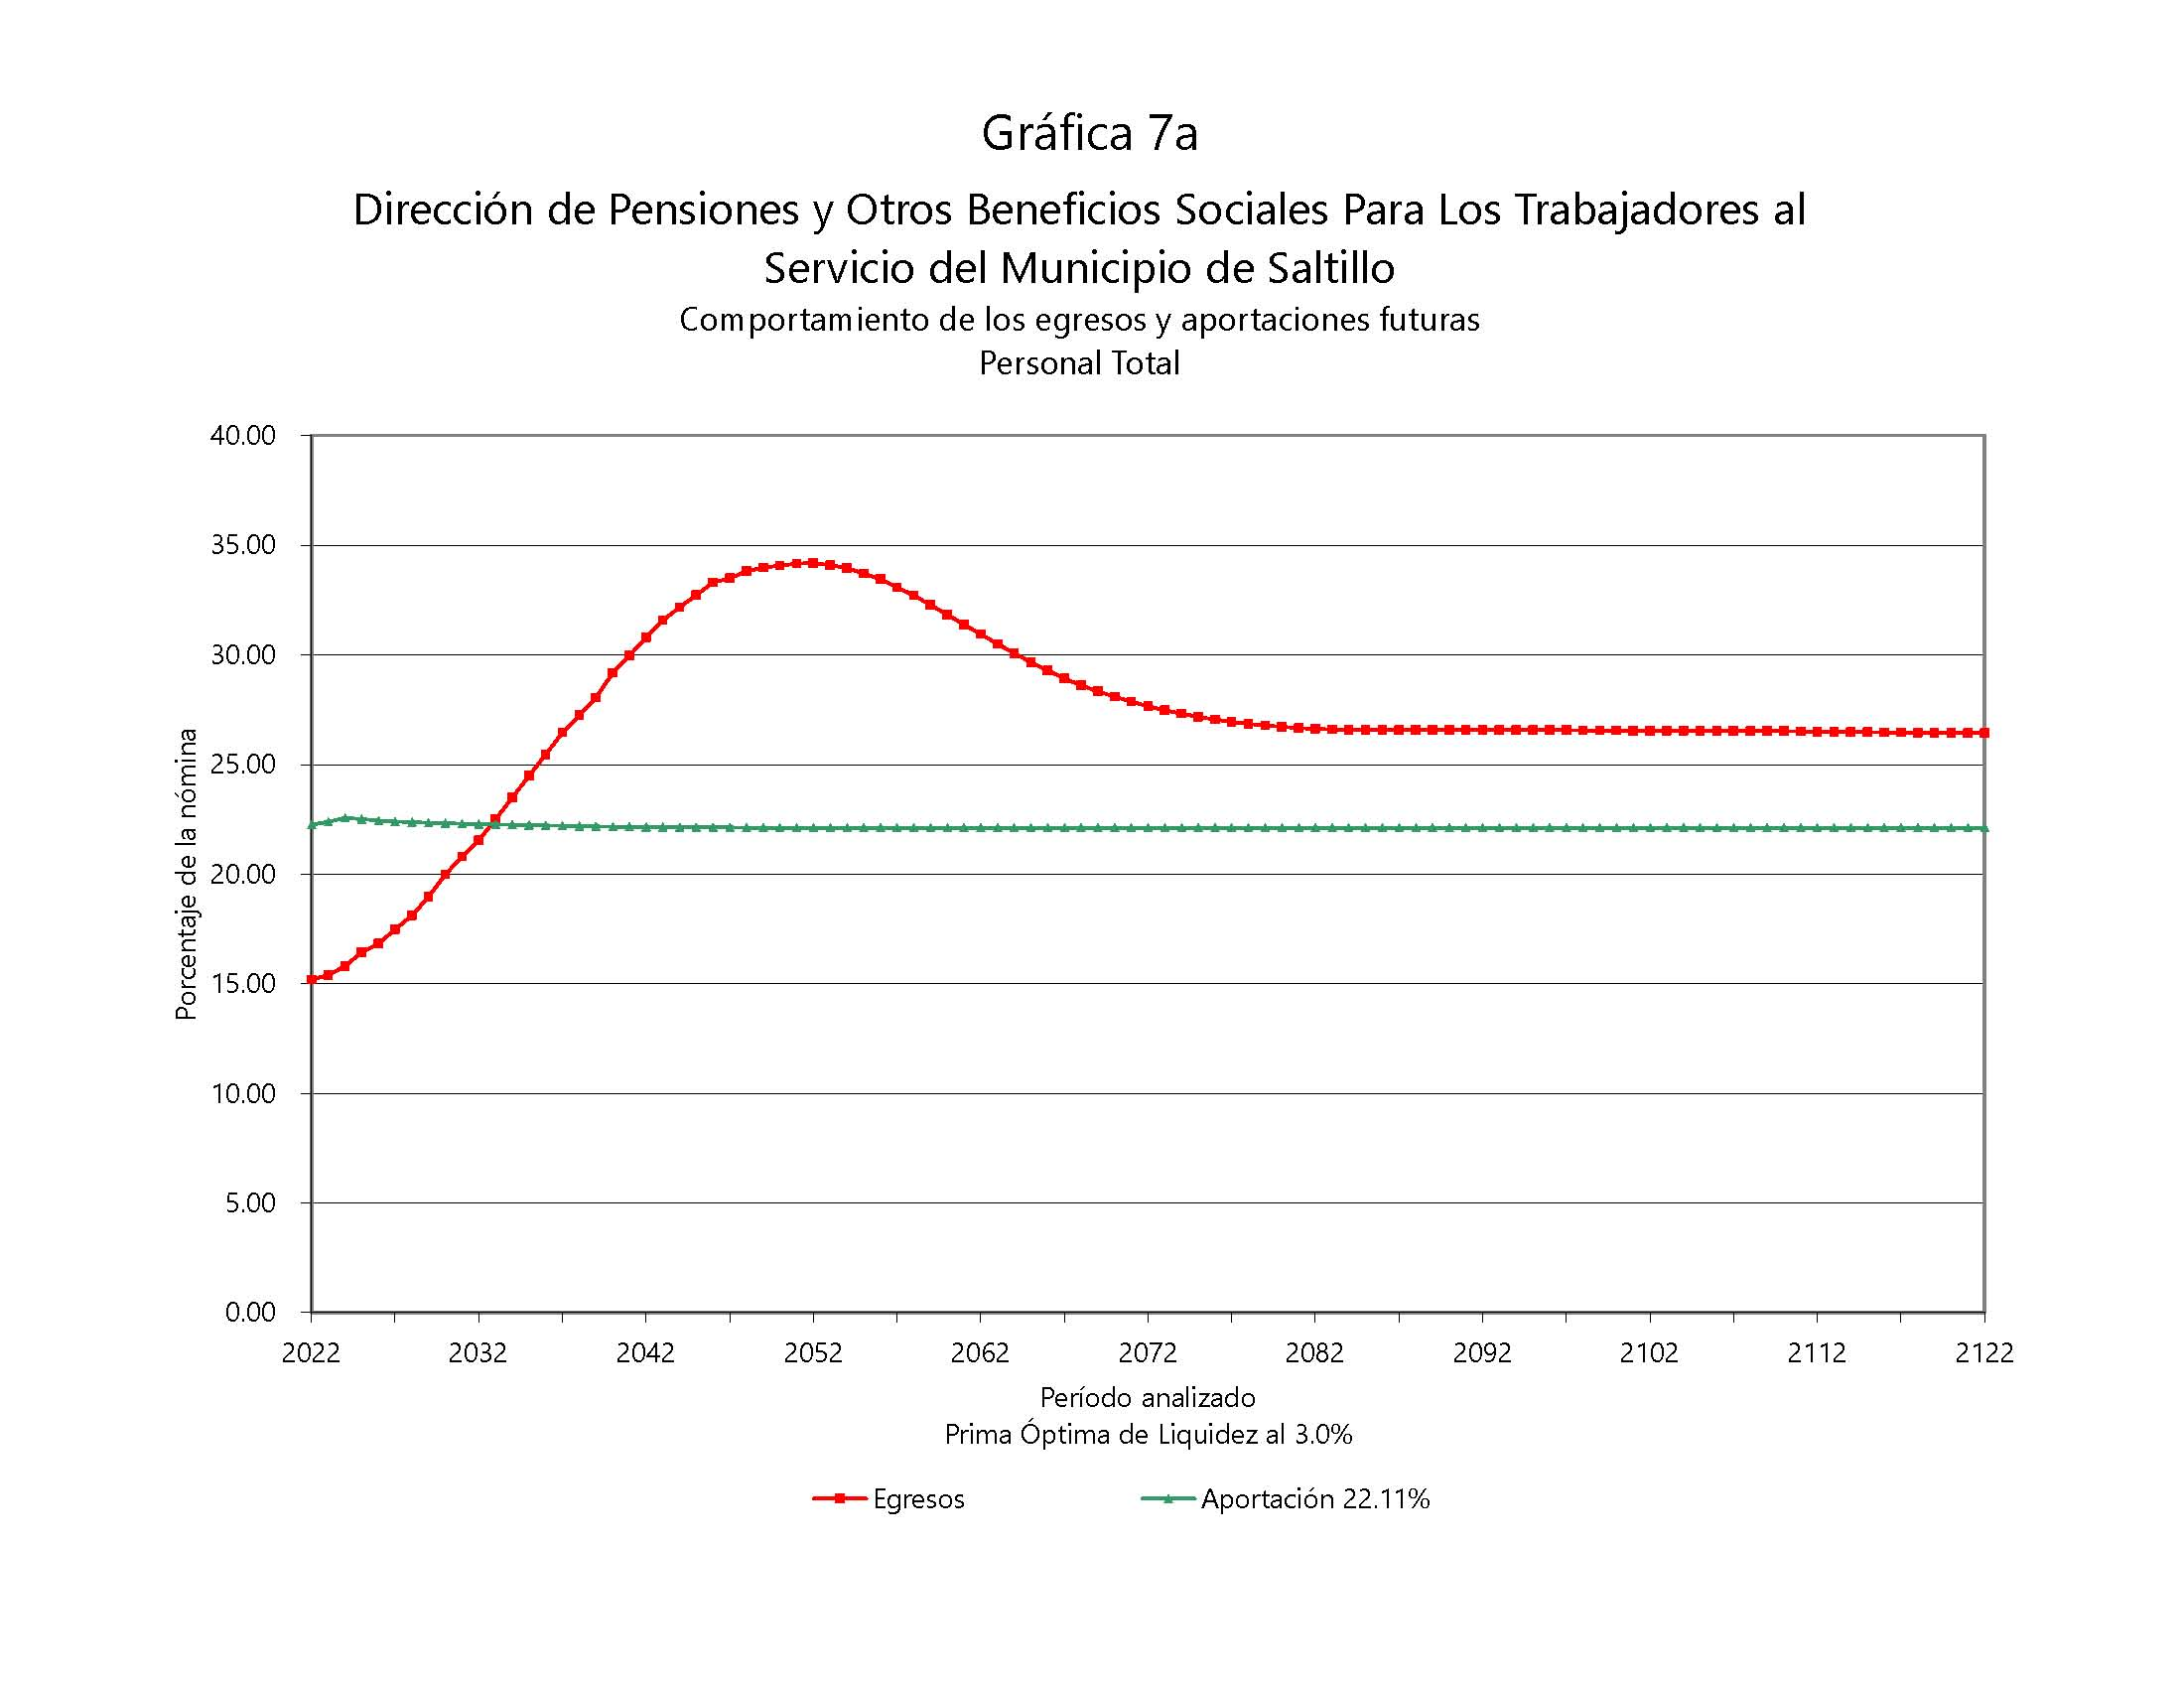 Gráfica 7a
Dirección de Pensiones y Otros Beneficios Sociales Para Los Trabajadores al
Servicio del Municipio de Saltillo
Comportamiento de los egresos y aportaciones futuras
Personal Total
Porcentaje de la nómina
40.00
35.00
30.00
25.00
20.00
15.00
10.00
5.00
0.00
2022 2032 2042 2052 2062 2072 2082 2092 2102 2112 2122
Período analizado
Prima Óptima de Liquidez al 3.0%
Egresos Aportación 22.11%